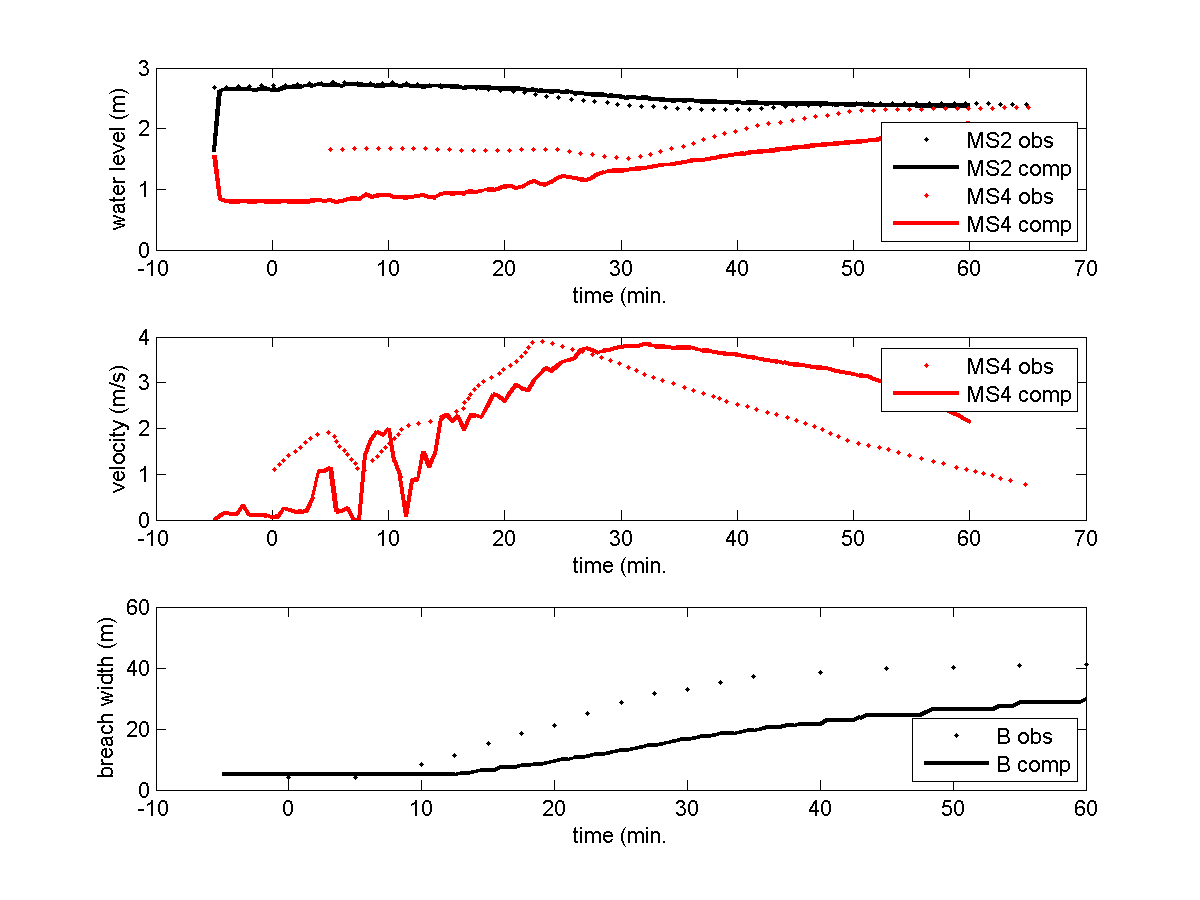 3
2
1
0
water level (m)
-10 0 10 20 30 40 50 60 70
time (min.
MS2 obs
MS2 comp
MS4 obs
MS4 comp
4
3
2
1
0
velocity (m/s)
-10 0 10 20 30 40 50 60 70
time (min.
MS4 obs
MS4 comp
60
40
20
0
breach width (m)
-10 0 10 20 30 40 50 60
time (min.
B obs
B comp